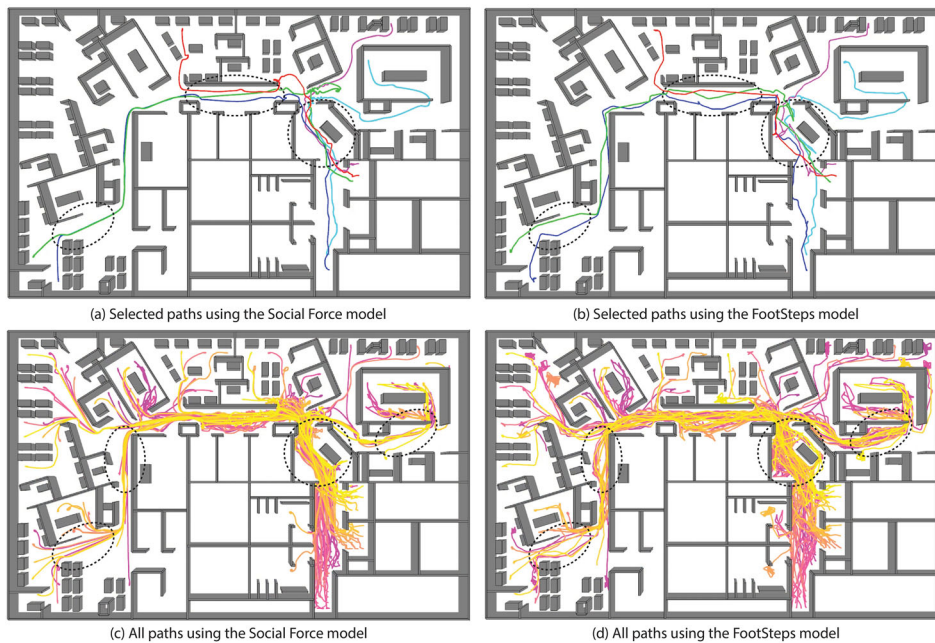 (a) Selected paths using the Social Force model
(b) Selected paths using the FootSteps model
(c) All paths using the Social Force model
(d) All paths using the FootSteps model